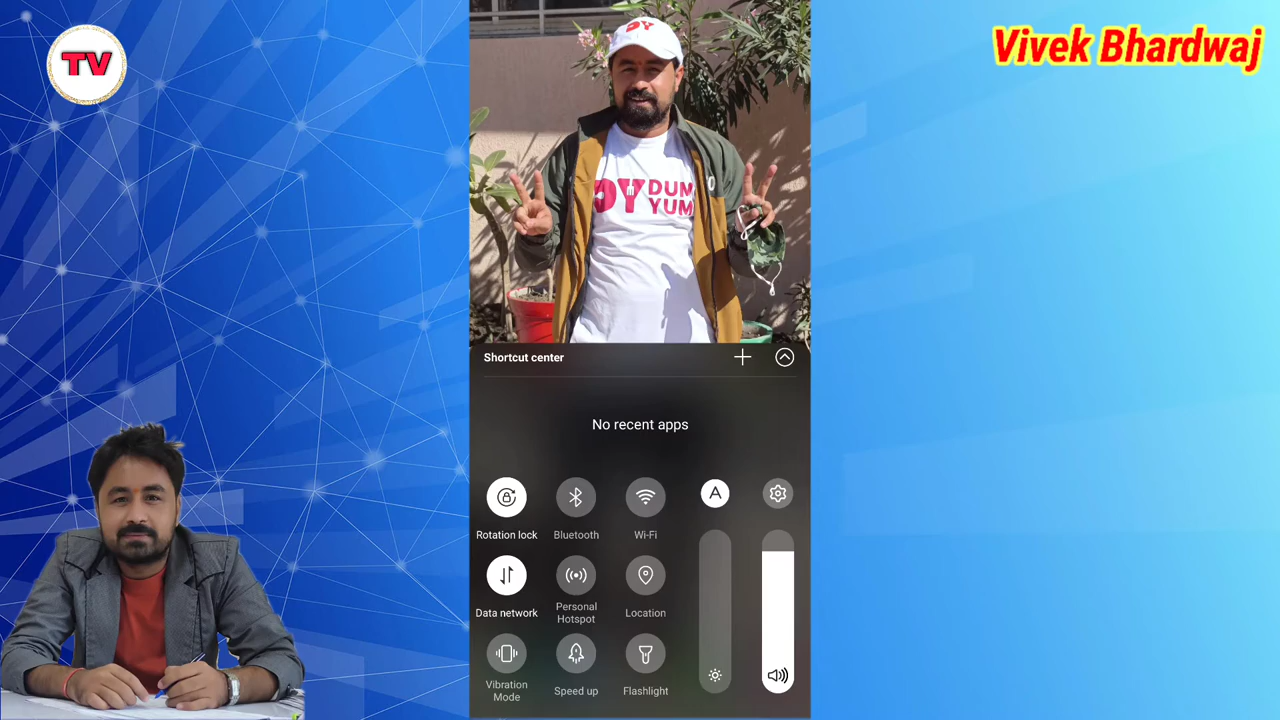 TV
Vivek Bhardwaj
DY
DY DUM
YUM
Shortcut center
No recent apps
A
Rotation lock
Bluetooth
Wi-Fi
Data network
Personal
Hotspot
Location
Vibration
Mode
Speed up
Flashlight